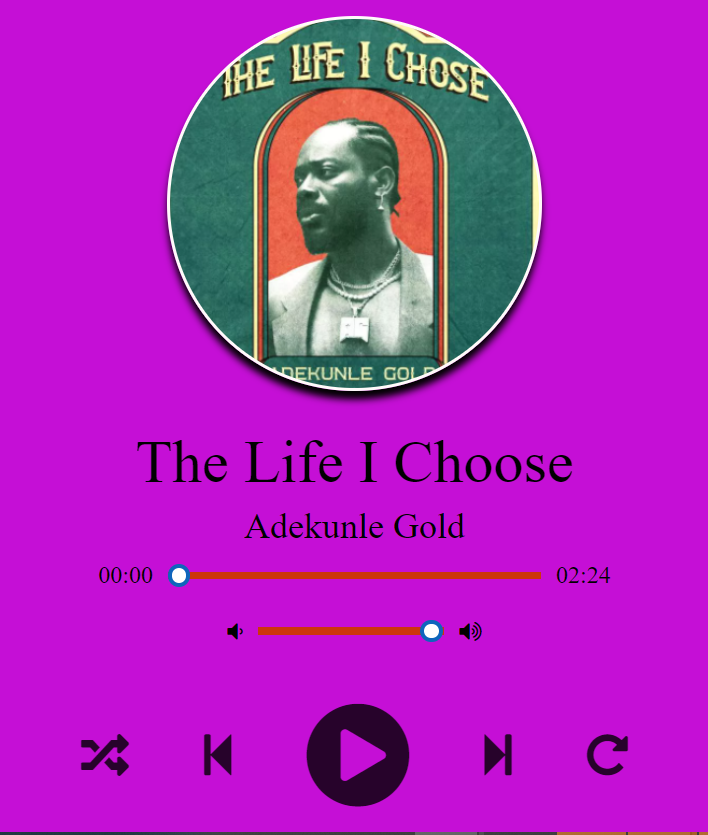 THE LIFE I CHOSE
ADEKUNLE GOLD
The Life I Choose
Adekunle Gold
00:00 02:24